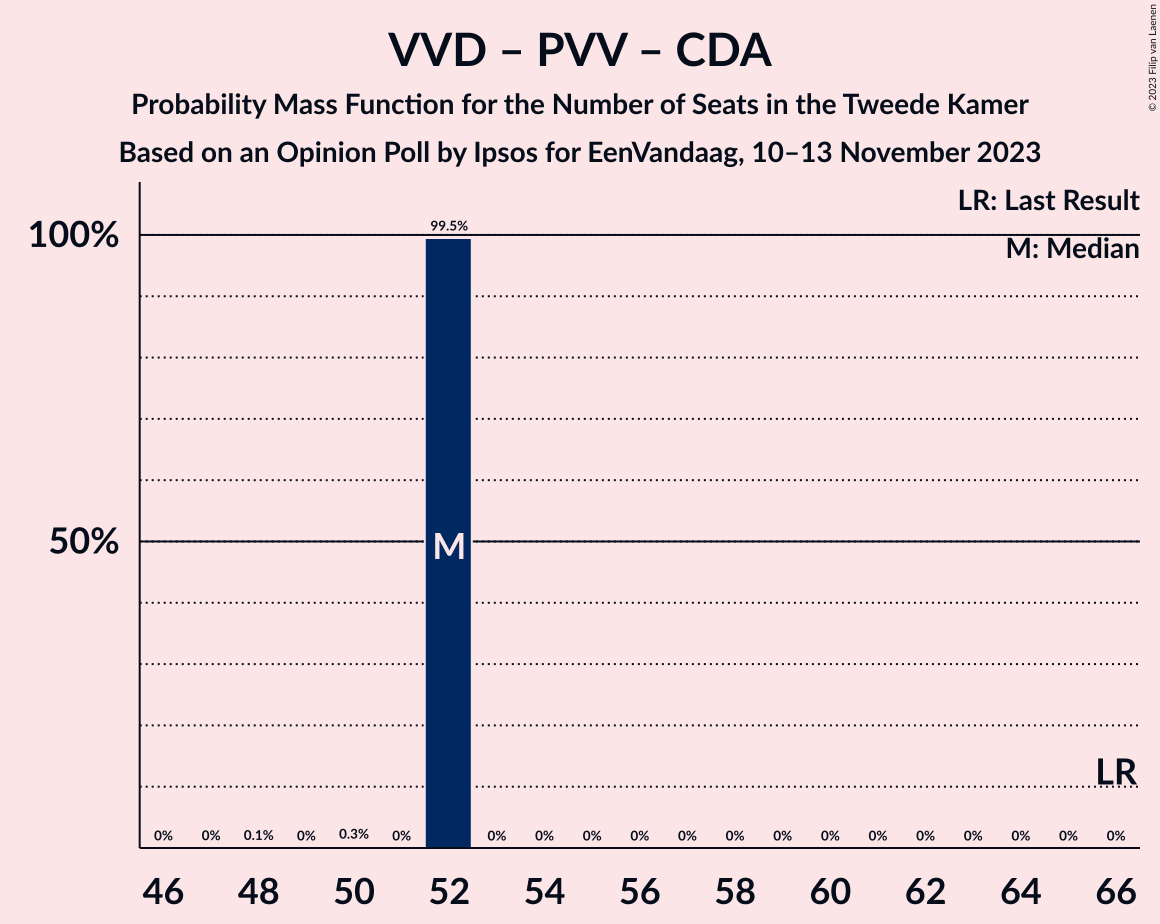 VVD – PVV – CDA
Probability Mass Function for the Number of Seats in the Tweede Kamer
Based on an Opinion Poll by Ipsos for EenVandaag, 10–13 November 2023
© 2023 Filip van Laenen
LR: Last Result
M: Median
100%
50%
99.5%
M
LR
0% 0% 0.1% 0% 0.3% 0% 0% 0% 0% 0% 0% 0% 0% 0% 0% 0% 0% 0% 0% 0%
46 48 50 52 54 56 58 60 62 64 66